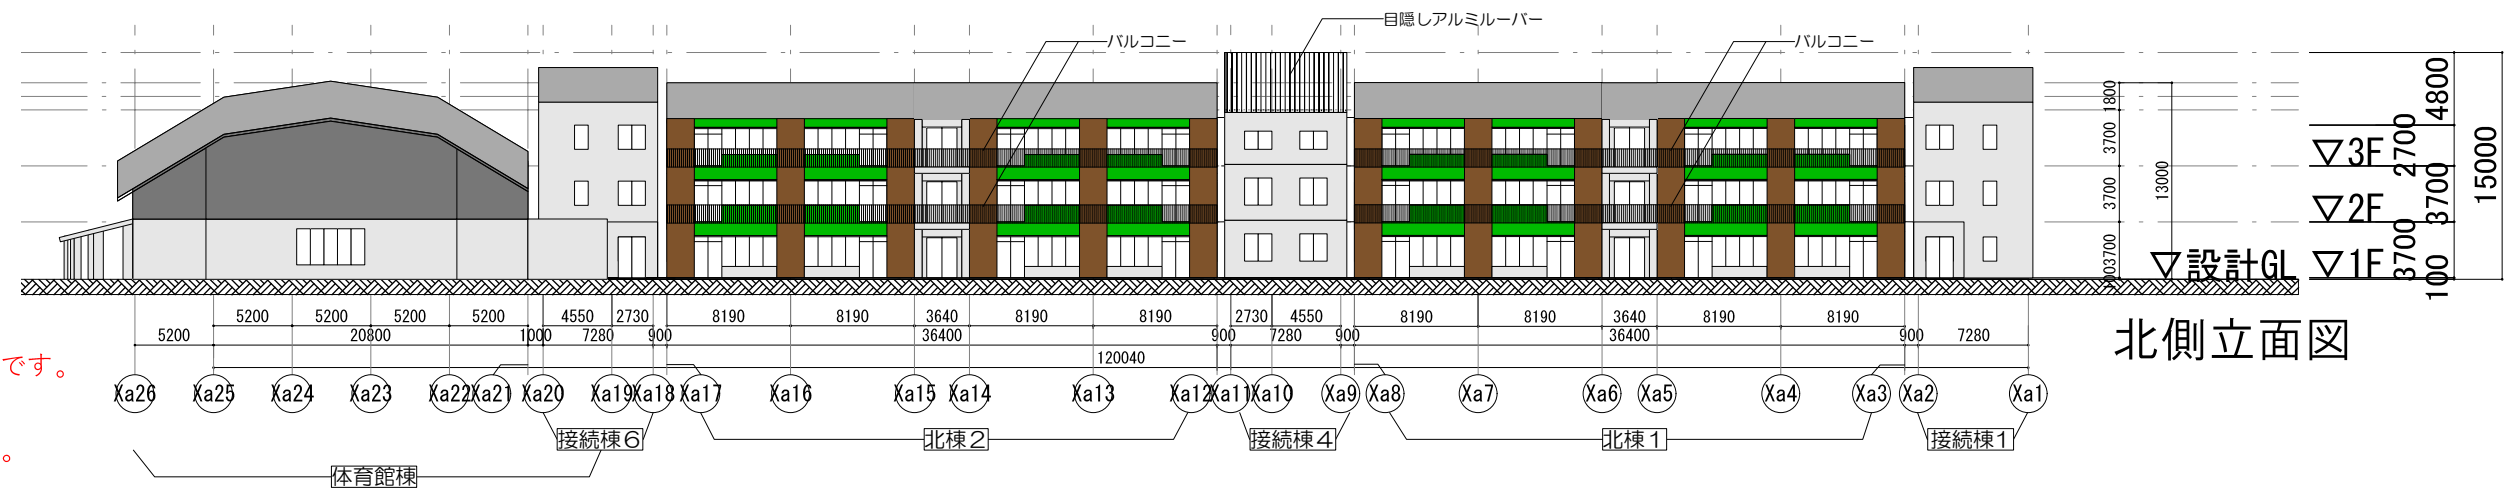 目隠しアルミルーバー
バルコニー
バルコニー
1800
3700
3700
3700
100
13000
4800
2700
3700
3700
100
15000
▽3F
▽2F
▽1F
▽設計GL
5200 5200 5200 5200 4550 2730 8190 8190 3640 8190 8190 2730 4550 8190 8190 3640 8190 8190
5200 20800 1000 7280 900 36400 900 7280 900 36400 900 7280
120040
北側立面図
です。
Xa26 Xa25 Xa24 Xa23 Xa22 Xa21 Xa20 Xa19 Xa18 Xa17 Xa16 Xa15 Xa14 Xa13 Xa12 Xa11 Xa10 Xa9 Xa8 Xa7 Xa6 Xa5 Xa4 Xa3 Xa2 Xa1
接続棟6 北棟2 接続棟4 北棟1 接続棟1
。
体育館棟